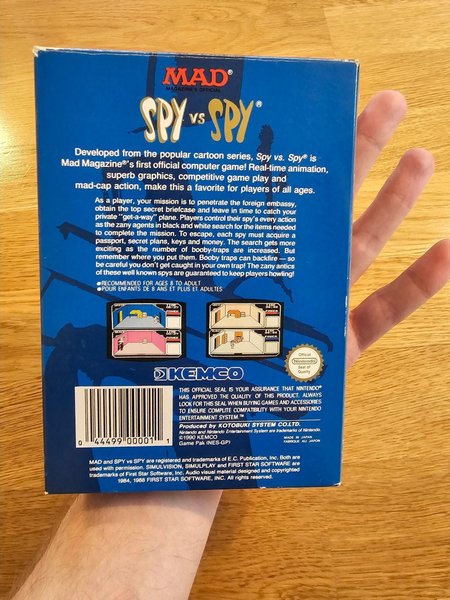 MAD®
MAGAZINE'S OFFICIAL
SPY vs SPY®
Developed from the popular cartoon series, Spy vs. Spy® is
Mad Magazine®'s first official computer game! Real-time animation,
superb graphics, competitive game play and
mad-cap action, make this a favorite for players of all ages.
As a player, your mission is to penetrate the foreign embassy,
obtain the top secret briefcase and leave in time to catch your
private "get-a-way" plane. Players control their spy's every action
as the zany agents in black and white search for the items needed
to complete the mission. To escape, each spy must acquire a
passport, secret plans, keys and money. The search gets more
exciting as the number of booby-traps are increased. But
remember where you put them. Booby traps can backfire — so
be careful you don't get caught in your own trap! The zany antics
of these well known spys are guaranteed to keep players howling!
●RECOMMENDED FOR AGES 8 TO ADULT
●POUR ENFANTS DE 8 ANS ET PLUS ET ADULTES
Official
Nintendo
Seal of
Quality
KEMCO
THIS OFFICIAL SEAL IS YOUR ASSURANCE THAT NINTENDO®
HAS APPROVED THE QUALITY OF THIS PRODUCT. ALWAYS
LOOK FOR THIS SEAL WHEN BUYING GAMES AND ACCESSORIES
TO ENSURE COMPLETE COMPATIBILITY WITH YOUR NINTENDO
ENTERTAINMENT SYSTEM™
Produced by KOTOBUKI SYSTEM CO.LTD.
Nintendo and Nintendo Entertainment System are trademarks of Nintendo.
©1990 KEMCO
Game Pak (NES-GP)
MADE IN JAPAN
FABRIQUE AU JAPON
0 44499 00001 1
MAD and SPY vs SPY are registered and trademarks of E.C. Publication, Inc. Both are
used with permission. SIMULVISION, SIMULPLAY and FIRST STAR SOFTWARE are
trademarks of First Star Software, Inc. Audio visual material designed and copyrighted
1984, 1988 FIRST STAR SOFTWARE, INC. All rights reserved.